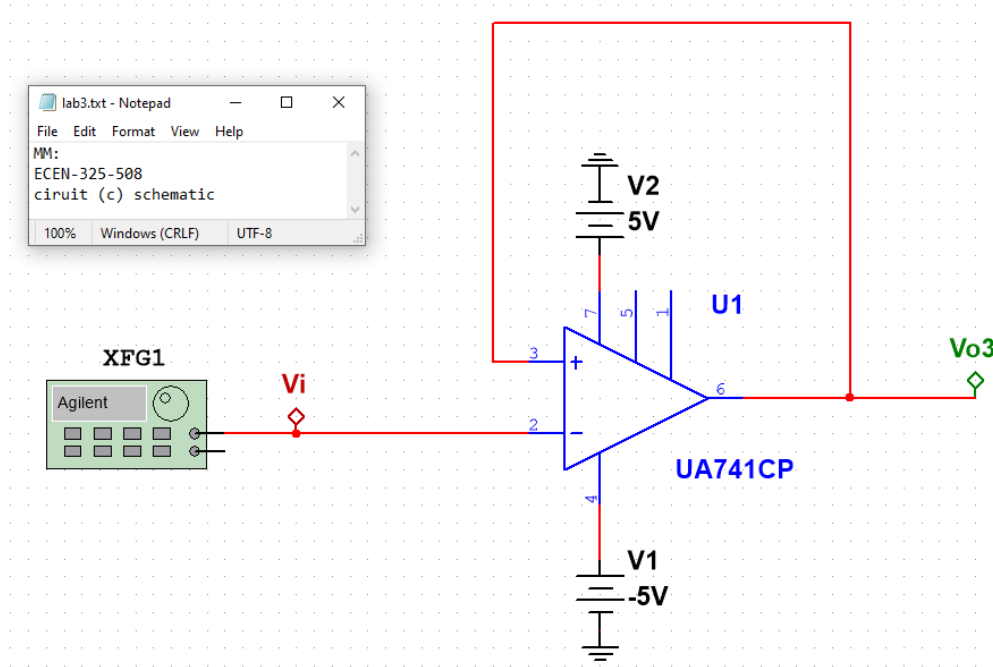 lab3.txt - Notepad
File Edit Format View Help
MM:
ECEN-325-508
ciruit (c) schematic
100% Windows (CRLF) UTF-8
V2
5V
7
5
1
U1
XFG1
Agilent
Vi
3
+
2
-
6
Vo3
4
UA741CP
V1
-5V